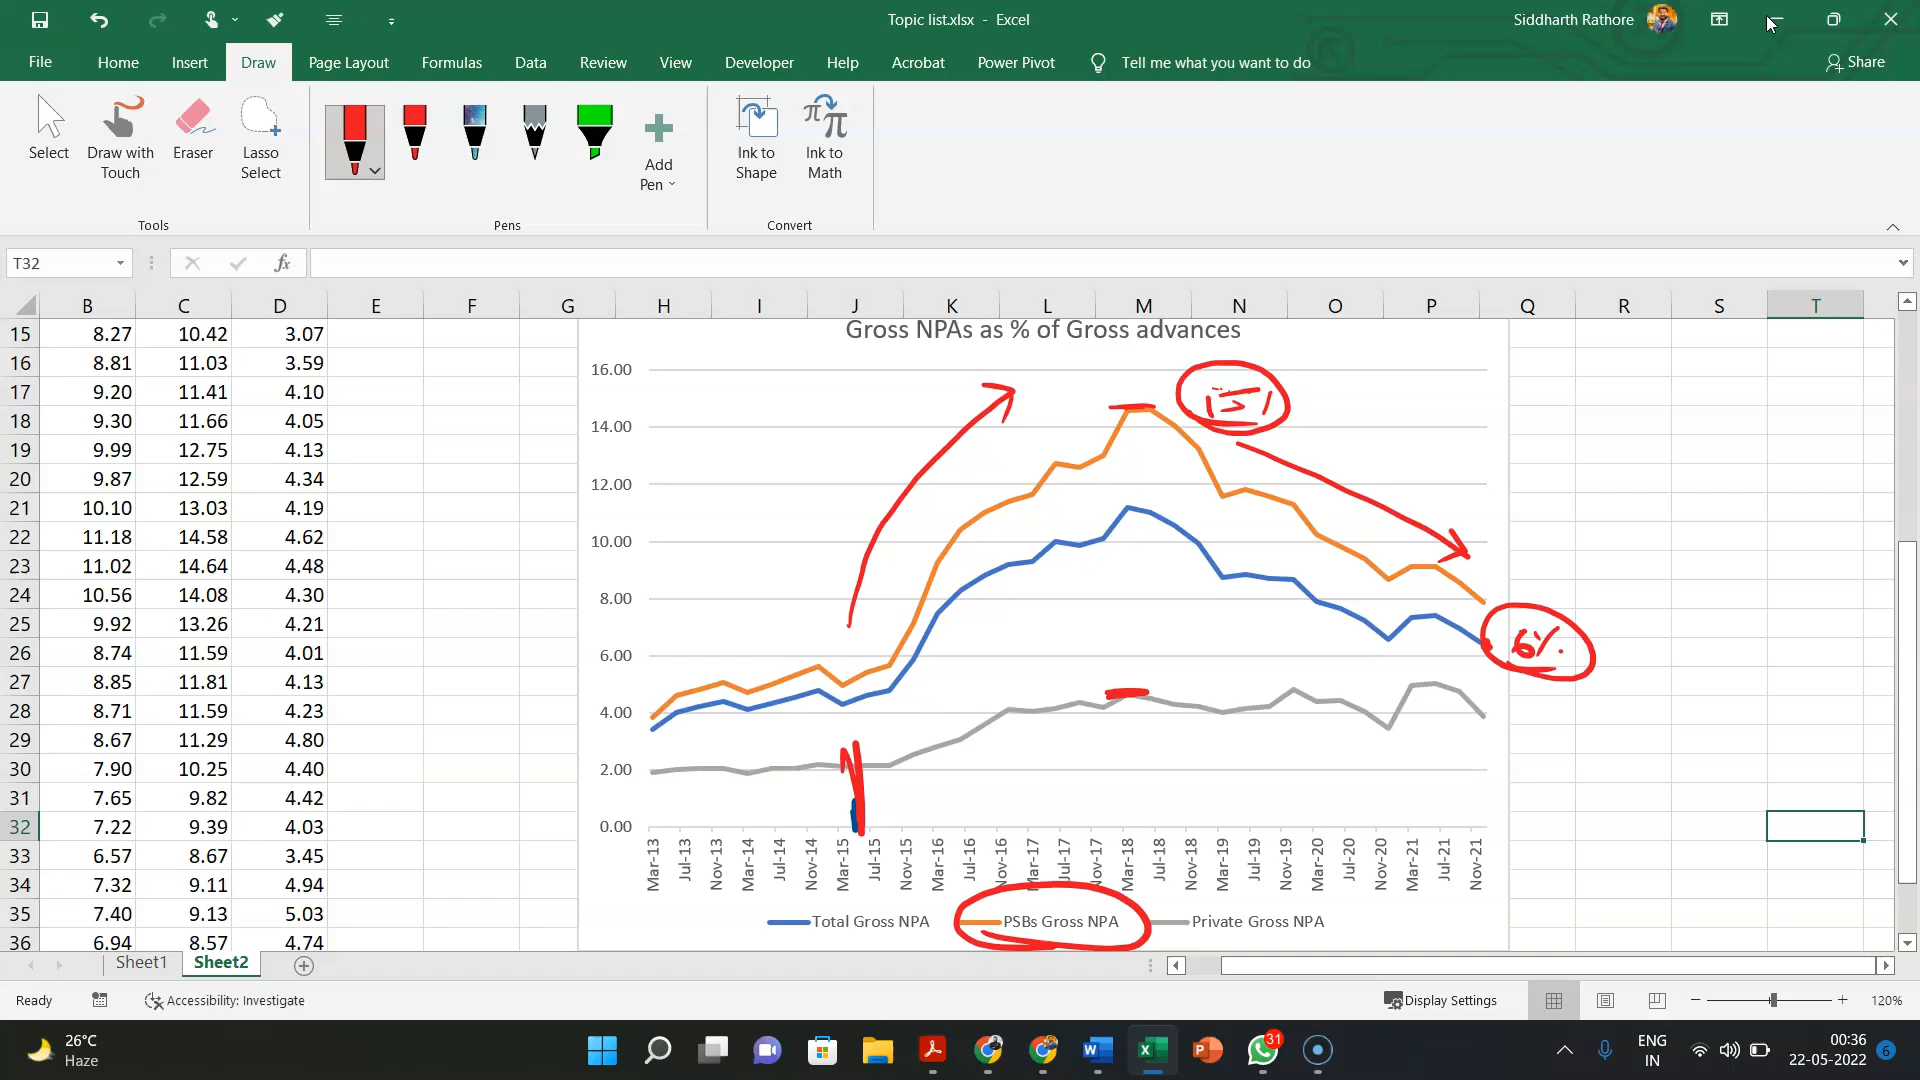 Topic list.xlsx - Excel
Siddharth Rathore
File Home Insert Draw Page Layout Formulas Data Review View Developer Help Acrobat Power Pivot Tell me what you want to do Share
Select Draw with Touch Eraser Lasso Select Add Pen Ink to Shape Ink to Math
Tools Pens Convert
T32 fx
B C D E F G H I J K L M N O P Q R S T
15 8.27 10.42 3.07
16 8.81 11.03 3.59
17 9.20 11.41 4.10
18 9.30 11.66 4.05
19 9.99 12.75 4.13
20 9.87 12.59 4.34
21 10.10 13.03 4.19
22 11.18 14.58 4.62
23 11.02 14.64 4.48
24 10.56 14.08 4.30
25 9.92 13.26 4.21
26 8.74 11.59 4.01
27 8.85 11.81 4.13
28 8.71 11.59 4.23
29 8.67 11.29 4.80
30 7.90 10.25 4.40
31 7.65 9.82 4.42
32 7.22 9.39 4.03
33 6.57 8.67 3.45
34 7.32 9.11 4.94
35 7.40 9.13 5.03
36 6.94 8.57 4.74
Gross NPAs as % of Gross advances
16.00
14.00
12.00
10.00
8.00
6.00
4.00
2.00
0.00
6%
Mar-13 Jul-13 Nov-13 Mar-14 Jul-14 Nov-14 Mar-15 Jul-15 Nov-15 Mar-16 Jul-16 Nov-16 Mar-17 Jul-17 Nov-17 Mar-18 Jul-18 Nov-18 Mar-19 Jul-19 Nov-19 Mar-20 Jul-20 Nov-20 Mar-21 Jul-21 Nov-21
Total Gross NPA PSBs Gross NPA Private Gross NPA
Sheet1 Sheet2
Ready Accessibility: Investigate Display Settings 120%
26°C
Haze
31
ENG
IN
00:36
22-05-2022
6